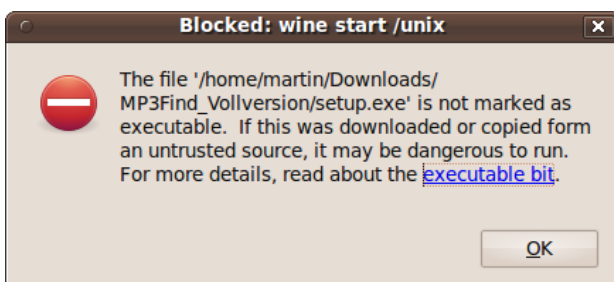 Blocked: wine start /unix
The file '/home/martin/Downloads/
MP3Find_Vollversion/setup.exe' is not marked as
executable.  If this was downloaded or copied form
an untrusted source, it may be dangerous to run.
For more details, read about the executable bit.
OK